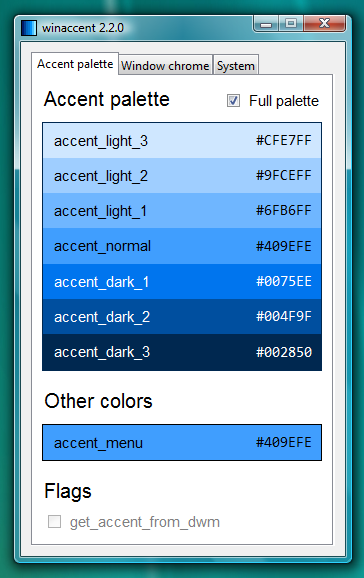 winaccent 2.2.0
Accent palette Window chrome System
Accent palette Full palette
accent_light_3 #CFE7FF
accent_light_2 #9FCEFF
accent_light_1 #6FB6FF
accent_normal #409EFE
accent_dark_1 #0075EE
accent_dark_2 #004F9F
accent_dark_3 #002850
Other colors
accent_menu #409EFE
Flags
get_accent_from_dwm